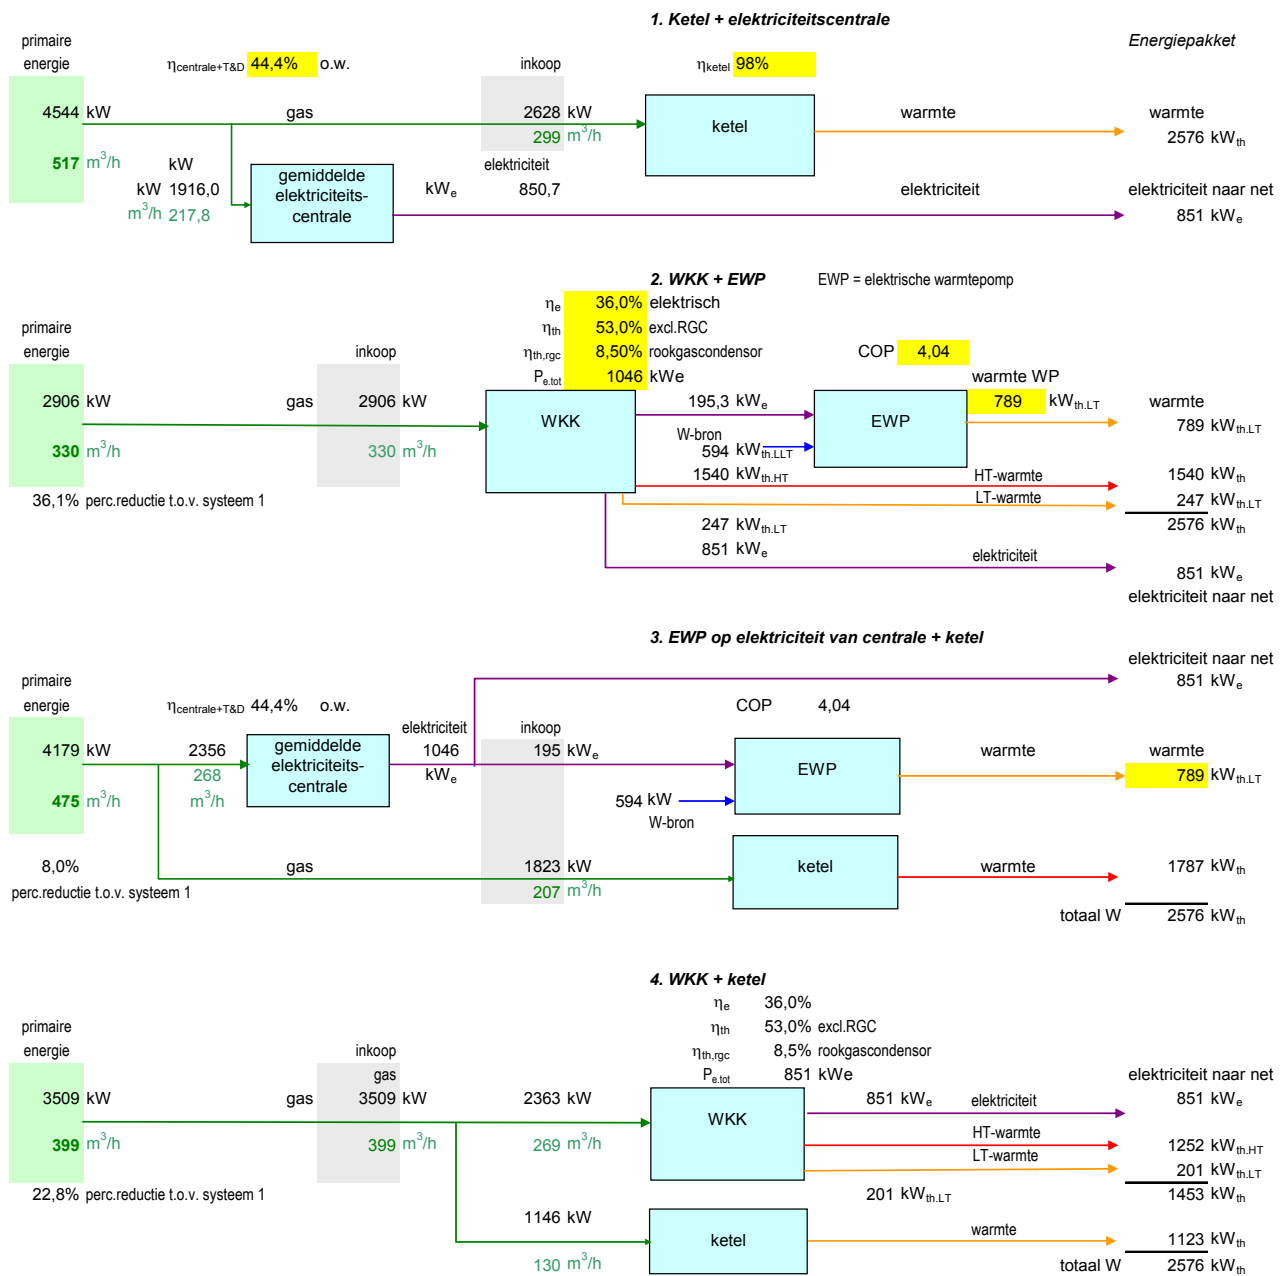 1. Ketel + elektriciteitscentrale
primaire energie
Energiepakket
η centrale+T&D 44,4% o.w.
inkoop
η ketel 98%
4544 kW
gas
2628 kW
299 m³/h
ketel
warmte
warmte
2576 kWth
517 m³/h
kW
kW 1916,0
m³/h 217,8
gemiddelde elektriciteits-centrale
kWe
elektriciteit
850,7
elektriciteit
elektriciteit naar net
851 kWe
2. WKK + EWP
EWP = elektrische warmtepomp
ηe 36,0% elektrisch
ηth 53,0% excl.RGC
ηth,rgc 8,50% rookgascondensor
Pe.tot 1046 kWe
primaire energie
inkoop
COP 4,04
warmte WP
2906 kW
gas 2906 kW
WKK
195,3 kWe
EWP
789 kWth.LT
warmte
789 kWth.LT
330 m³/h
330 m³/h
W-bron
594 kWth.LLT
1540 kWth.HT
HT-warmte
1540 kWth
36,1% perc.reductie t.o.v. systeem 1
LT-warmte
247 kWth.LT
247 kWth.LT
2576 kWth
851 kWe
elektriciteit
851 kWe
elektriciteit naar net
3. EWP op elektriciteit van centrale + ketel
elektriciteit naar net
851 kWe
primaire energie
η centrale+T&D 44,4% o.w.
COP 4,04
elektriciteit
inkoop
4179 kW
2356
268
m³/h
gemiddelde elektriciteits-centrale
1046
kWe
195 kWe
EWP
warmte
warmte
789 kWth.LT
475 m³/h
594 kW
W-bron
8,0%
perc.reductie t.o.v. systeem 1
gas
1823 kW
207 m³/h
ketel
warmte
1787 kWth
totaal W 2576 kWth
4. WKK + ketel
ηe 36,0%
ηth 53,0% excl.RGC
ηth,rgc 8,5% rookgascondensor
Pe.tot 851 kWe
primaire energie
inkoop
gas
elektriciteit naar net
3509 kW
gas 3509 kW
2363 kW
WKK
851 kWe
elektriciteit
851 kWe
399 m³/h
399 m³/h
269 m³/h
HT-warmte
1252 kWth.HT
LT-warmte
201 kWth.LT
22,8% perc.reductie t.o.v. systeem 1
201 kWth.LT
1453 kWth
1146 kW
130 m³/h
ketel
warmte
1123 kWth
totaal W 2576 kWth